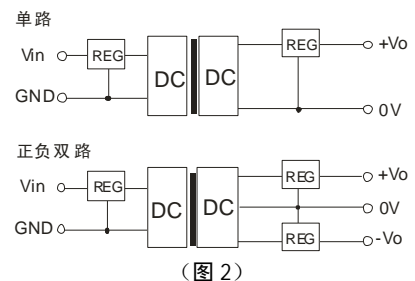 单路
Vin REG DC DC REG +Vo
GND 0V
正负双路
Vin REG DC DC REG +Vo
0V
GND REG -Vo
（图2）